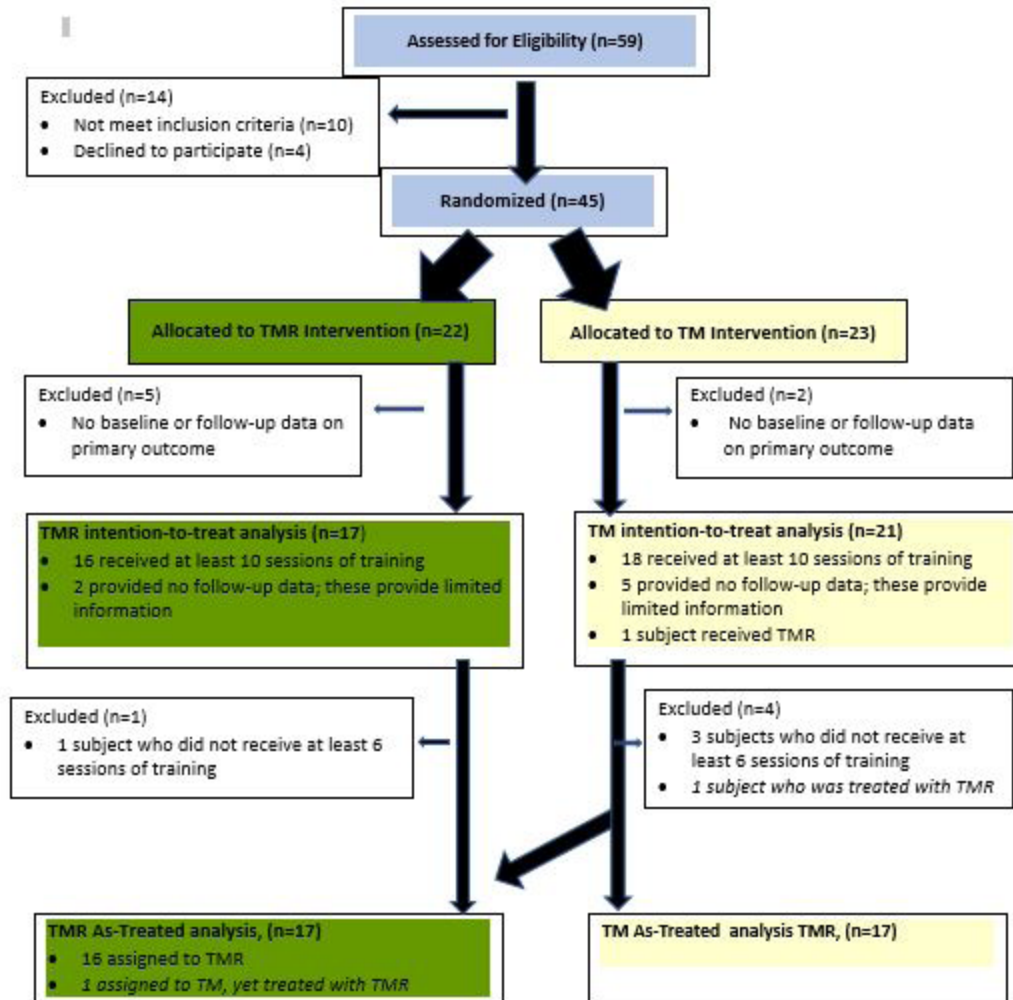 Assessed for Eligibility (n=59)
Excluded (n=14)
• Not meet inclusion criteria (n=10)
• Declined to participate (n=4)
Randomized (n=45)
Allocated to TMR Intervention (n=22)
Allocated to TM Intervention (n=23)
Excluded (n=5)
• No baseline or follow-up data on
primary outcome
Excluded (n=2)
• No baseline or follow-up data
on primary outcome
TMR intention-to-treat analysis (n=17)
• 16 received at least 10 sessions of training
• 2 provided no follow-up data; these provide limited
information
TM intention-to-treat analysis (n=21)
• 18 received at least 10 sessions of training
• 5 provided no follow-up data; these provide
limited information
• 1 subject received TMR
Excluded (n=1)
• 1 subject who did not receive at least 6
sessions of training
Excluded (n=4)
• 3 subjects who did not receive at
least 6 sessions of training
• 1 subject who was treated with TMR
TMR As-Treated analysis, (n=17)
• 16 assigned to TMR
• 1 assigned to TM, yet treated with TMR
TM As-Treated analysis TMR, (n=17)